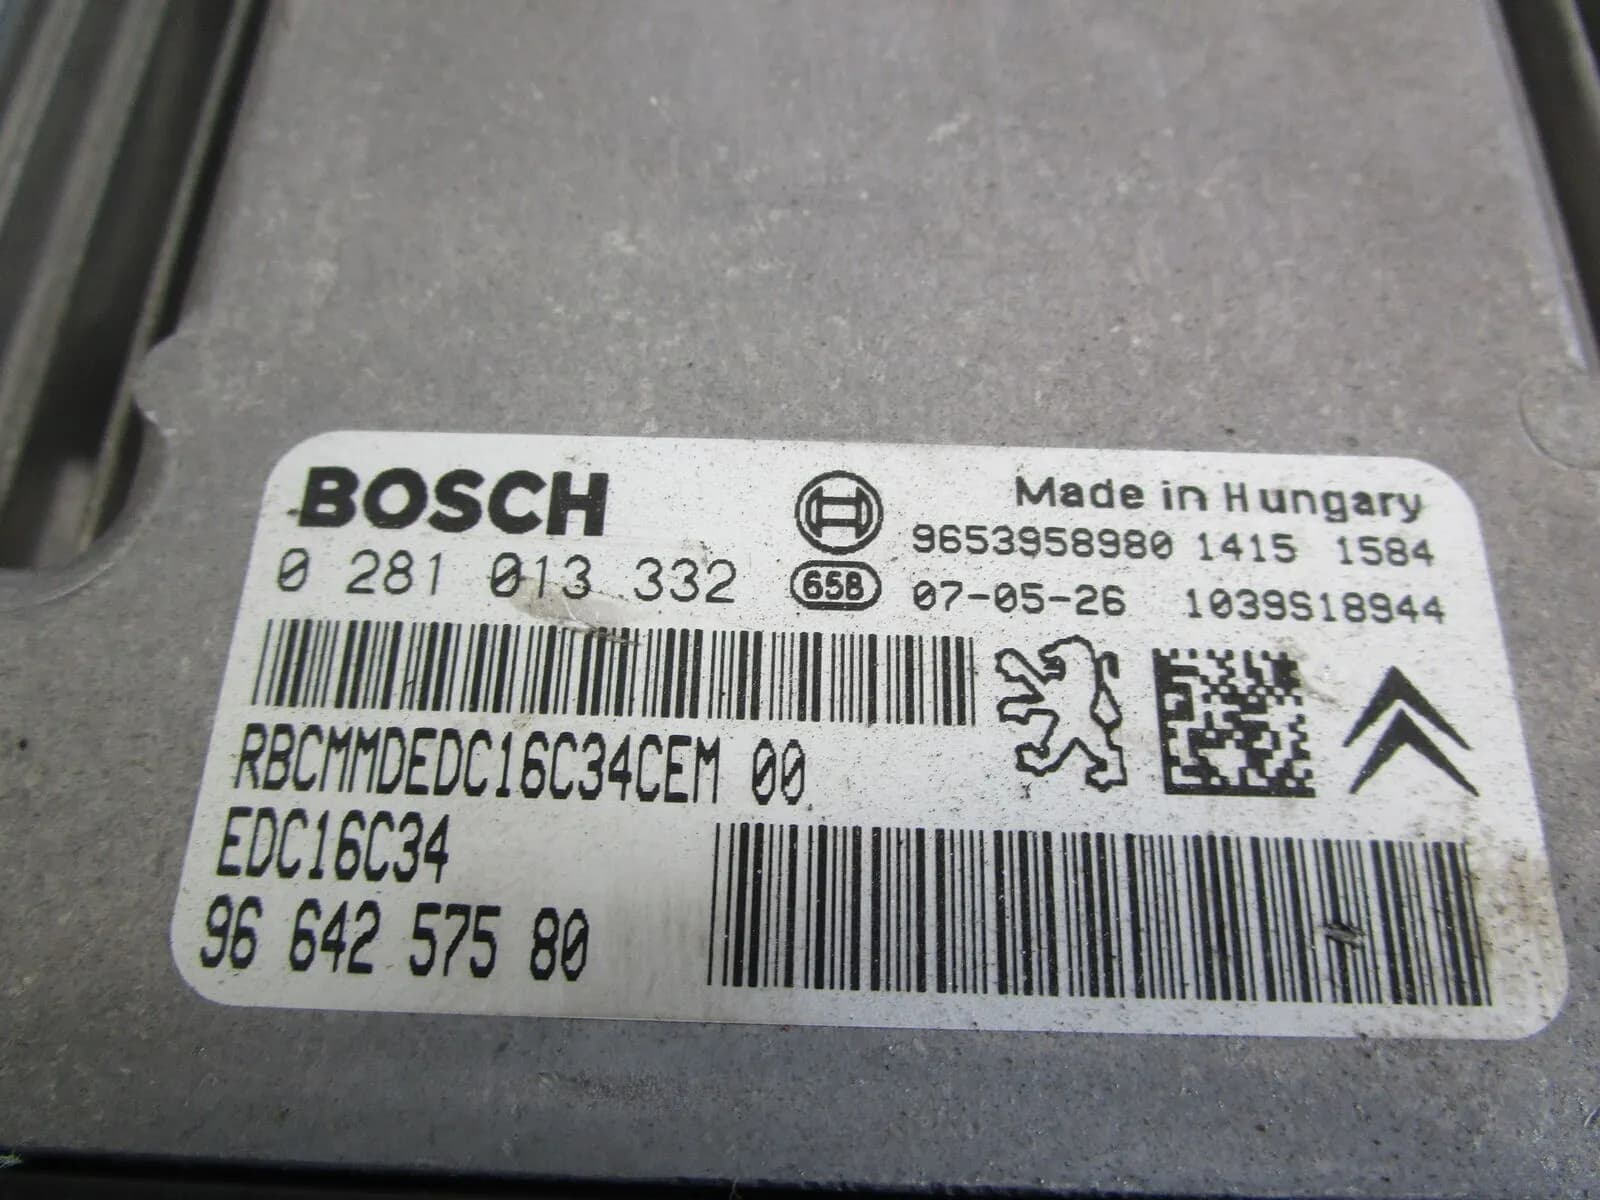 BOSCH
Made in Hungary
9653958980 1415 1584
0 281 013 332
65B
07-05-26 1039S18944
RBCMMDEDC16C34CEM 00
EDC16C34
96 642 575 80